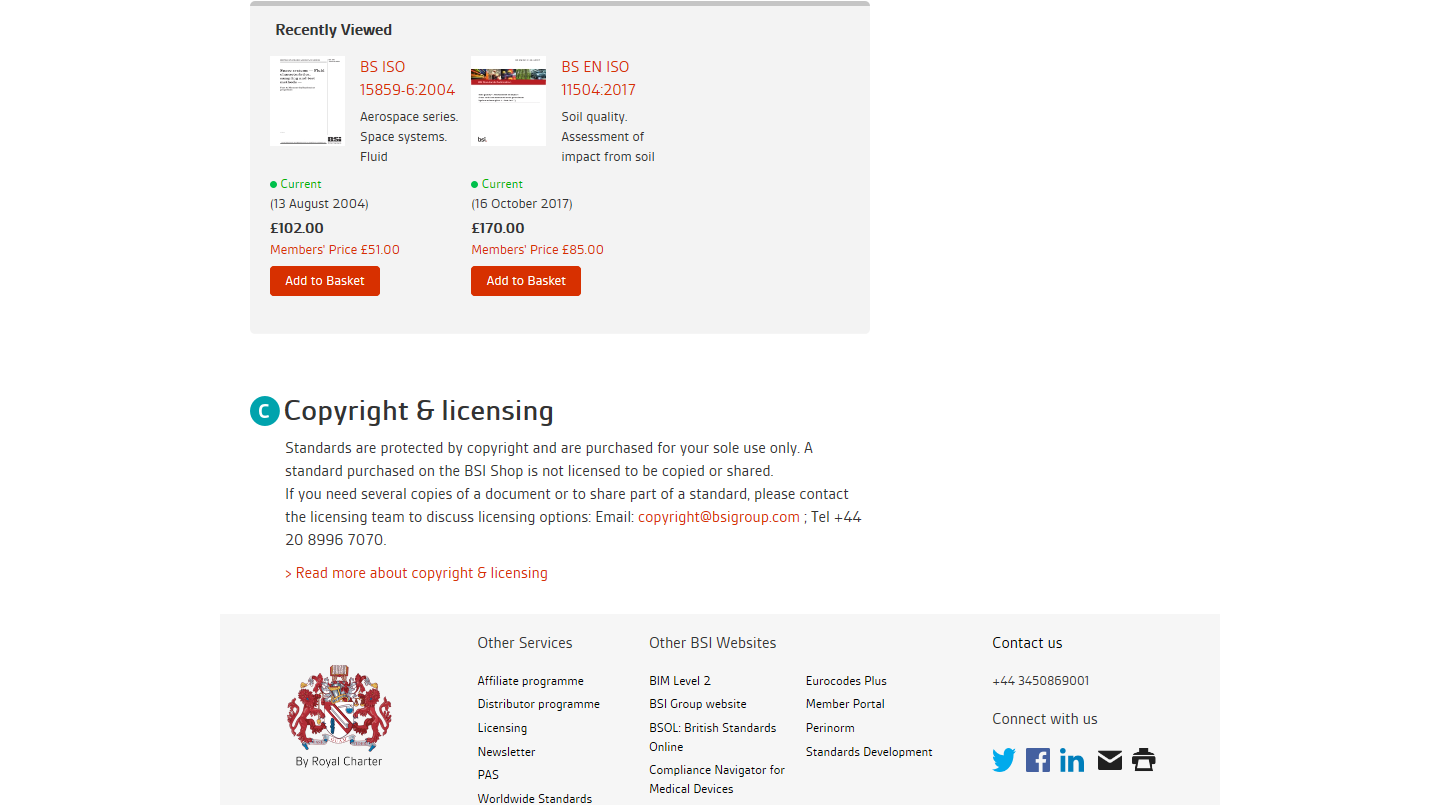 Recently Viewed
BS ISO
15859-6:2004
Aerospace series.
Space systems.
Fluid
Current
(13 August 2004)
£102.00
Members' Price £51.00
Add to Basket
bsi.
BS EN ISO
11504:2017
Soil quality.
Assessment of
impact from soil
Current
(16 October 2017)
£170.00
Members' Price £85.00
Add to Basket
C Copyright & licensing
Standards are protected by copyright and are purchased for your sole use only. A
standard purchased on the BSI Shop is not licensed to be copied or shared.
If you need several copies of a document or to share part of a standard, please contact
the licensing team to discuss licensing options: Email: copyright@bsigroup.com ; Tel +44
20 8996 7070.
> Read more about copyright & licensing
By Royal Charter
Other Services
Affiliate programme
Distributor programme
Licensing
Newsletter
PAS
Worldwide Standards
Other BSI Websites
BIM Level 2
BSI Group website
BSOL: British Standards
Online
Compliance Navigator for
Medical Devices
Eurocodes Plus
Member Portal
Perinorm
Standards Development
Contact us
+44 3450869001
Connect with us